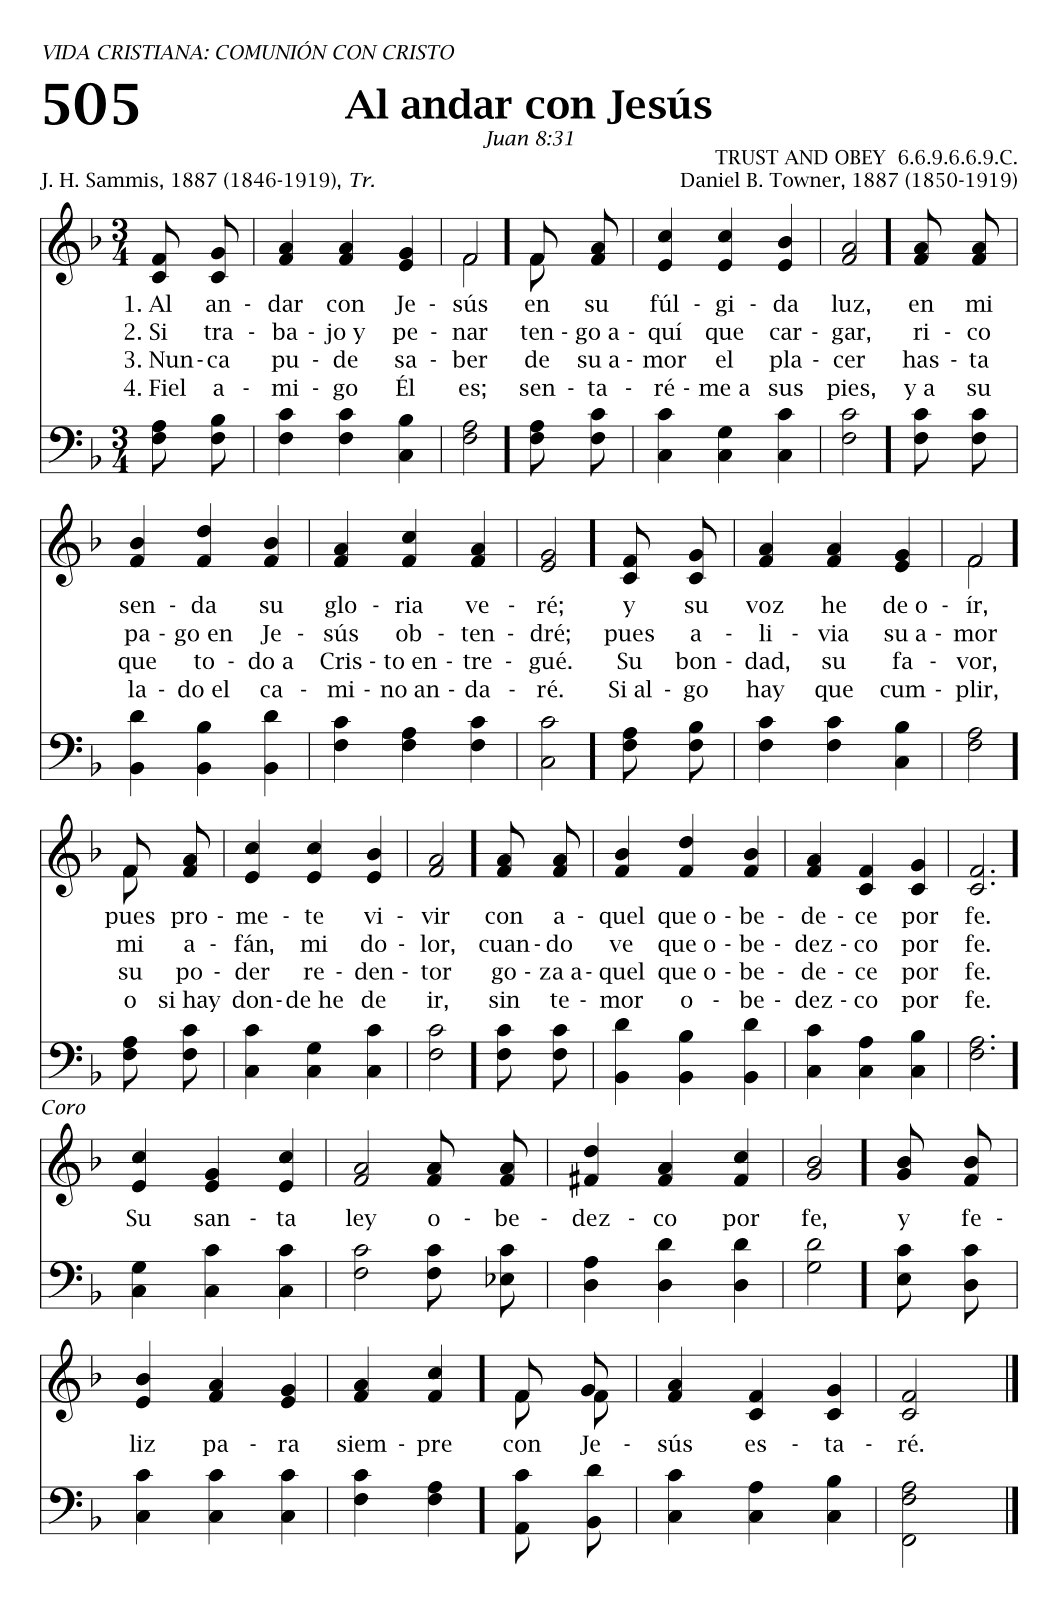 VIDA CRISTIANA: COMUNIÓN CON CRISTO
505 Al andar con Jesús
Juan 8:31
TRUST AND OBEY 6.6.9.6.6.9.C.
J. H. Sammis, 1887 (1846-1919), Tr. Daniel B. Towner, 1887 (1850-1919)
3 4
1. Al an - dar con Je - sús en su fúl - gi - da luz, en mi
2. Si tra - ba - jo y pe - nar ten - go a - quí que car - gar, ri - co
3. Nun - ca pu - de sa - ber de su a - mor el pla - cer has - ta
4. Fiel a - mi - go Él es; sen - ta - ré - me a sus pies, y a su
3 4
sen - da su glo - ria ve - ré; y su voz he de o - ír,
pa - go en Je - sús ob - ten - dré; pues a - li - via su a - mor
que to - do a Cris - to en - tre - gué. Su bon - dad, su fa - vor,
la - do el ca - mi - no an - da - ré. Si al - go hay que cum - plir,
pues pro - me - te vi - vir con a - quel que o - be - de - ce por fe.
mi a - fán, mi do - lor, cuan - do ve que o - be - dez - co por fe.
su po - der re - den - tor go - za a - quel que o - be - de - ce por fe.
o si hay don - de he de ir, sin te - mor o - be - dez - co por fe.
Coro
Su san - ta ley o - be - dez - co por fe, y fe -
liz pa - ra siem - pre con Je - sús es - ta - ré.